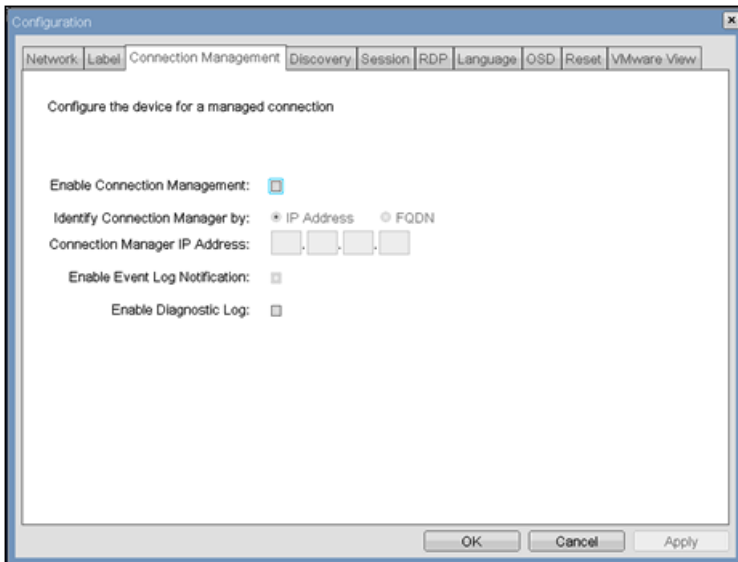 Configuration
Network Label Connection Management Discovery Session RDP Language OSD Reset VMware View
Configure the device for a managed connection
Enable Connection Management:
Identify Connection Manager by: IP Address FQDN
Connection Manager IP Address: . . .
Enable Event Log Notification:
Enable Diagnostic Log:
OK Cancel Apply